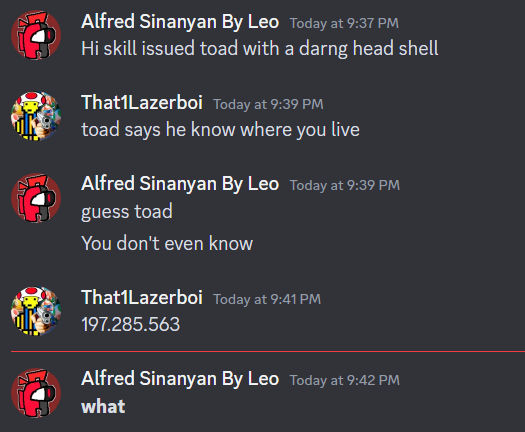 Alfred Sinanyan By Leo Today at 9:37 PM
Hi skill issued toad with a darng head shell
That1Lazerboi Today at 9:39 PM
toad says he know where you live
Alfred Sinanyan By Leo Today at 9:39 PM
guess toad
You don't even know
That1Lazerboi Today at 9:41 PM
197.285.563
Alfred Sinanyan By Leo Today at 9:42 PM
what